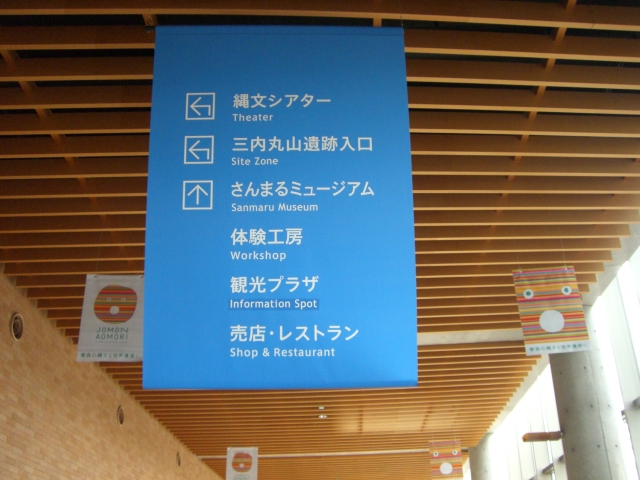 縄文シアター
Theater
三内丸山遺跡入口
Site Zone
さんまるミュージアム
Sanmaru Museum
体験工房
Workshop
観光プラザ
Information Spot
売店・レストラン
Shop & Restaurant
JOMON
AOMORI